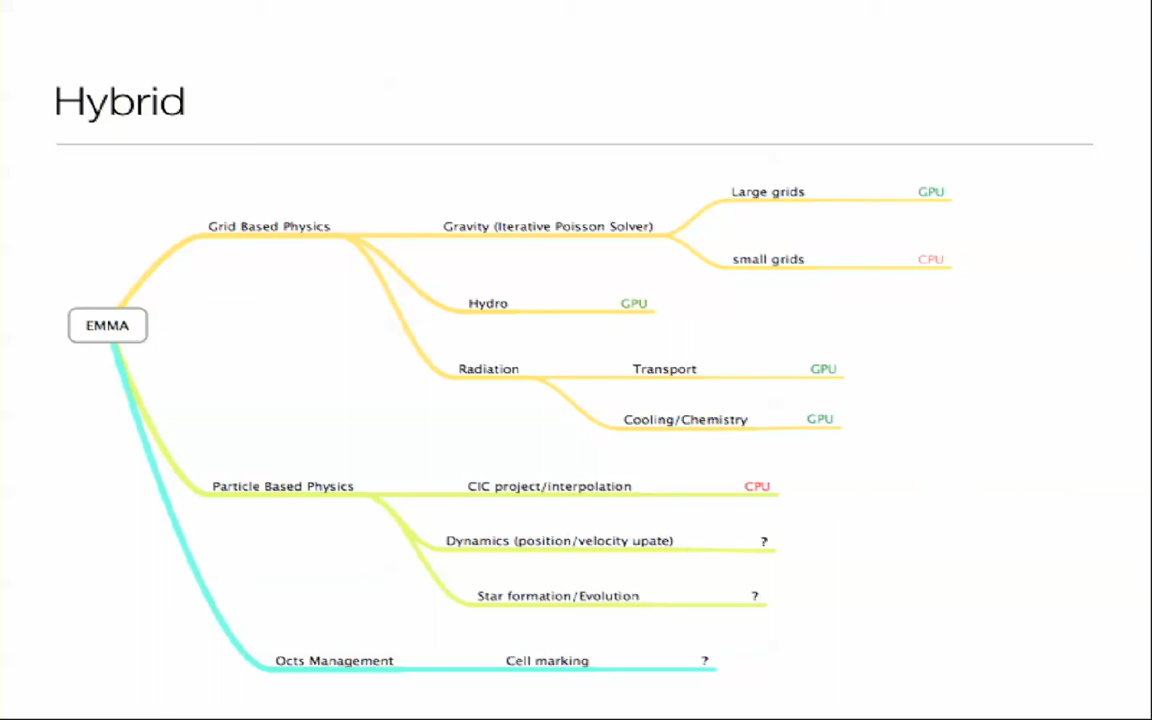 Hybrid
Large grids GPU
Grid Based Physics Gravity (Iterative Poisson Solver)
small grids CPU
Hydro GPU
EMMA
Radiation Transport GPU
Cooling/Chemistry GPU
Particle Based Physics CIC project/interpolation CPU
Dynamics (position/velocity upate) ?
Star formation/Evolution ?
Octs Management Cell marking ?